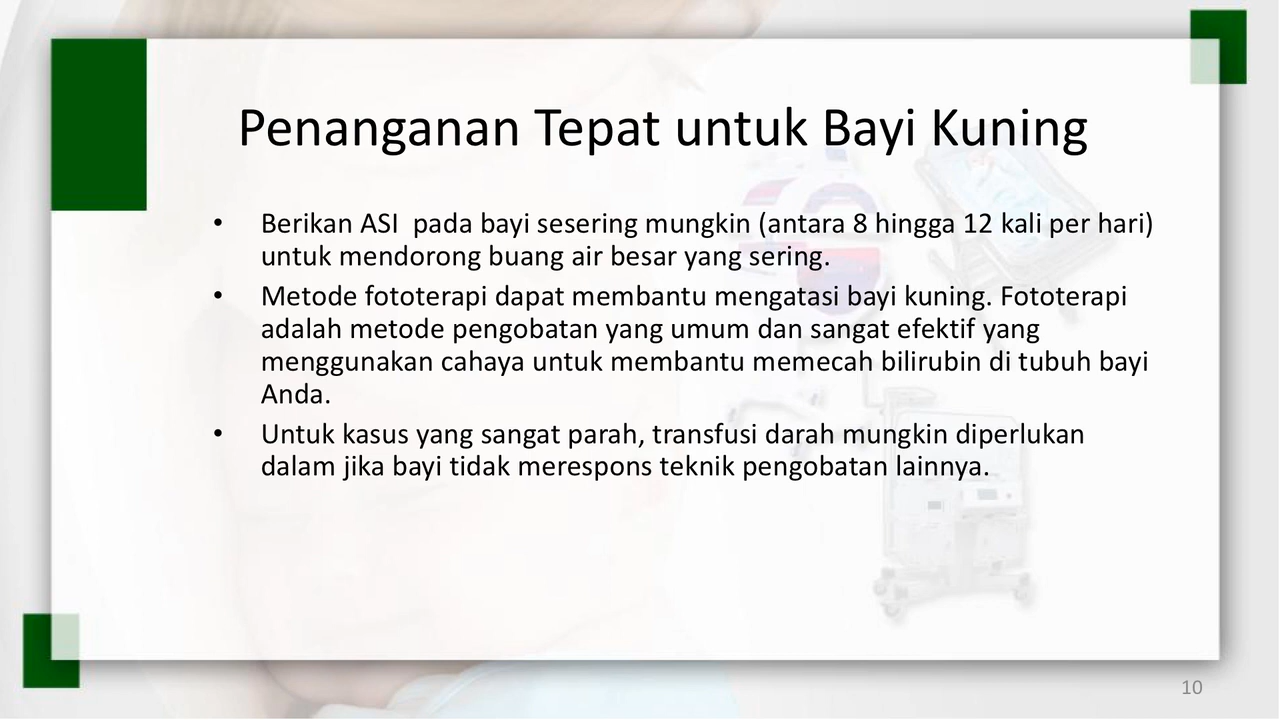 Penanganan Tepat untuk Bayi Kuning
• Berikan ASI  pada bayi sesering mungkin (antara 8 hingga 12 kali per hari)
untuk mendorong buang air besar yang sering.
• Metode fototerapi dapat membantu mengatasi bayi kuning. Fototerapi
adalah metode pengobatan yang umum dan sangat efektif yang
menggunakan cahaya untuk membantu memecah bilirubin di tubuh bayi
Anda.
• Untuk kasus yang sangat parah, transfusi darah mungkin diperlukan
dalam jika bayi tidak merespons teknik pengobatan lainnya.
10